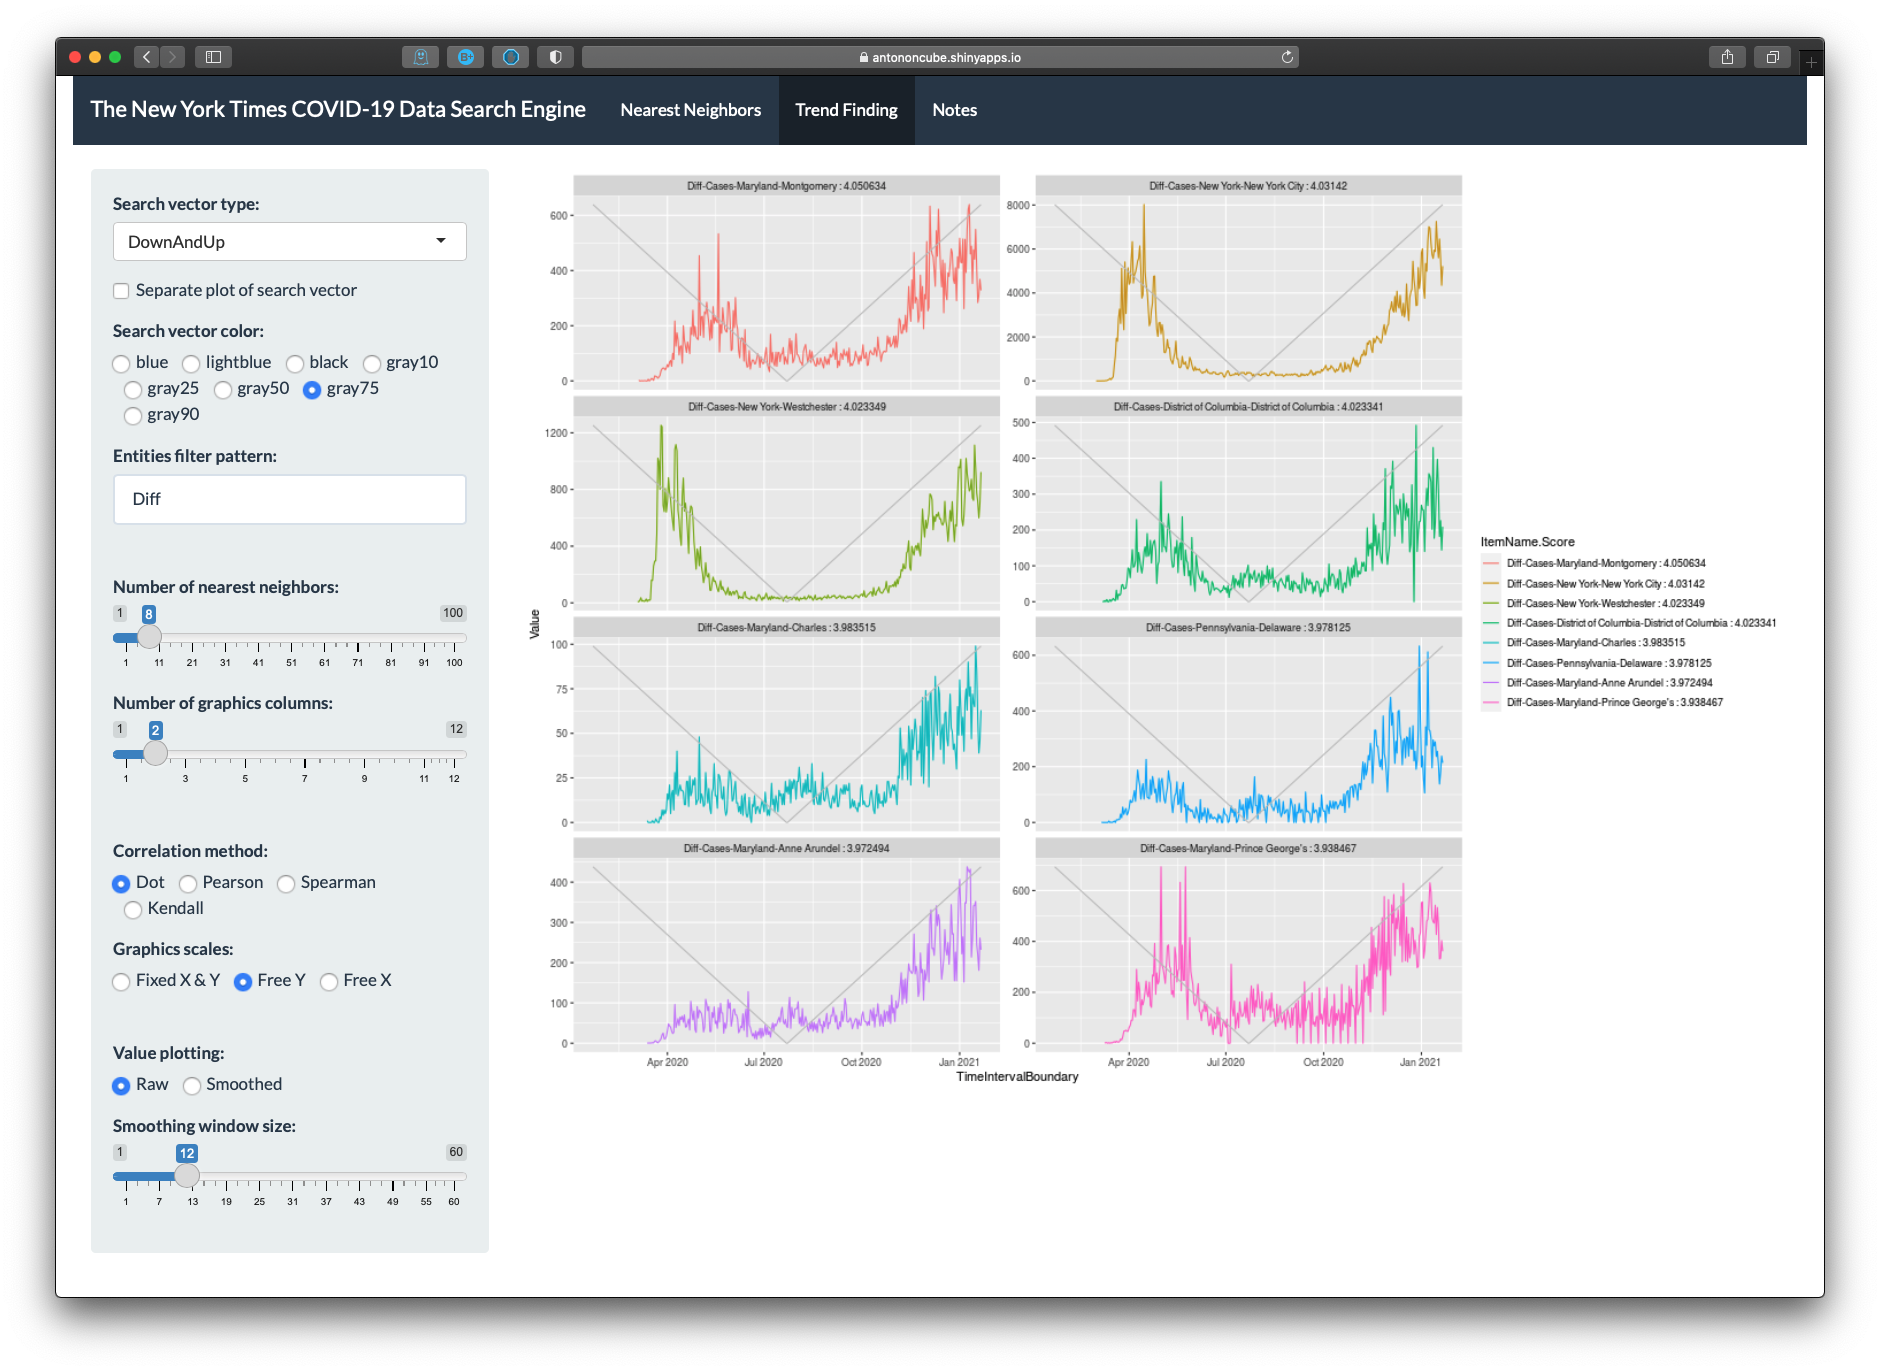 antononcube.shinyapps.io
The New York Times COVID-19 Data Search Engine Nearest Neighbors Trend Finding Notes
Search vector type:
DownAndUp
Separate plot of search vector
Search vector color:
blue lightblue black gray10
gray25 gray50 gray75
gray90
Entities filter pattern:
Diff
Number of nearest neighbors:
1 8 100
1 11 21 31 41 51 61 71 81 91 100
Number of graphics columns:
1 2 12
1 3 5 7 9 11 12
Correlation method:
Dot Pearson Spearman
Kendall
Graphics scales:
Fixed X & Y Free Y Free X
Value plotting:
Raw Smoothed
Smoothing window size:
1 12 60
1 7 13 19 25 31 37 43 49 55 60
Value
Diff-Cases-Maryland-Montgomery : 4.050634
600
400
200
0
Diff-Cases-New York-New York City : 4.03142
8000
6000
4000
2000
0
Diff-Cases-New York-Westchester : 4.023349
1200
800
400
0
Diff-Cases-District of Columbia-District of Columbia : 4.023341
500
400
300
200
100
0
Diff-Cases-Maryland-Charles : 3.983515
100
75
50
25
0
Diff-Cases-Pennsylvania-Delaware : 3.978125
600
400
200
0
Diff-Cases-Maryland-Anne Arundel : 3.972494
400
300
200
100
0
Apr 2020 Jul 2020 Oct 2020 Jan 2021
Diff-Cases-Maryland-Prince George's : 3.938467
600
400
200
0
Apr 2020 Jul 2020 Oct 2020 Jan 2021
TimeIntervalBoundary
ItemName.Score
Diff-Cases-Maryland-Montgomery : 4.050634
Diff-Cases-New York-New York City : 4.03142
Diff-Cases-New York-Westchester : 4.023349
Diff-Cases-District of Columbia-District of Columbia : 4.023341
Diff-Cases-Maryland-Charles : 3.983515
Diff-Cases-Pennsylvania-Delaware : 3.978125
Diff-Cases-Maryland-Anne Arundel : 3.972494
Diff-Cases-Maryland-Prince George's : 3.938467